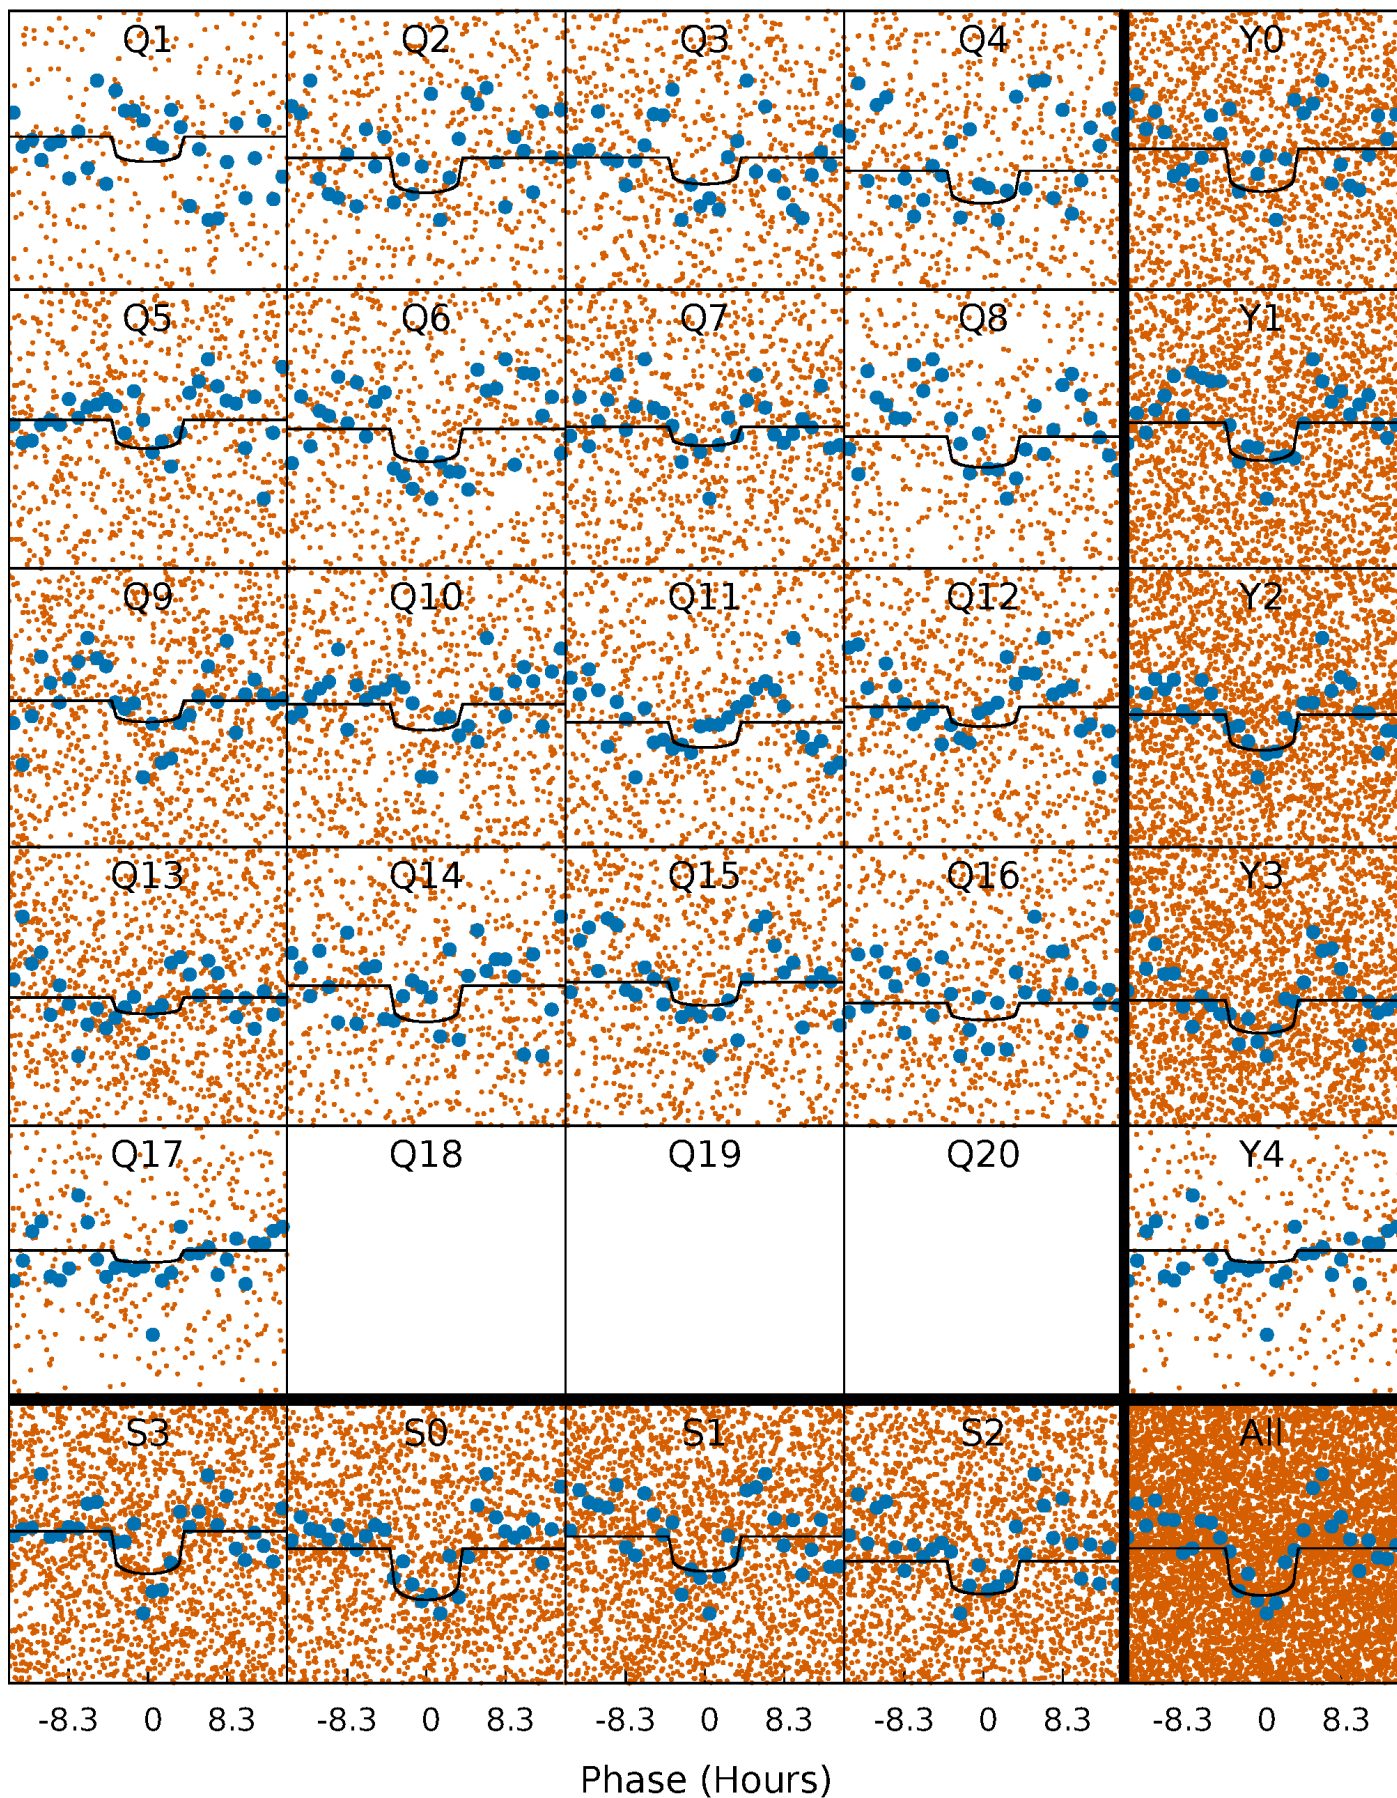 Q1 Q2 Q3 Q4 Y0
Q5 Q6 Q7 Q8 Y1
Q9 Q10 Q11 Q12 Y2
Q13 Q14 Q15 Q16 Y3
Q17 Q18 Q19 Q20 Y4
S3 S0 S1 S2 All
-8.3 0 8.3 -8.3 0 8.3 -8.3 0 8.3 -8.3 0 8.3 -8.3 0 8.3
Phase (Hours)